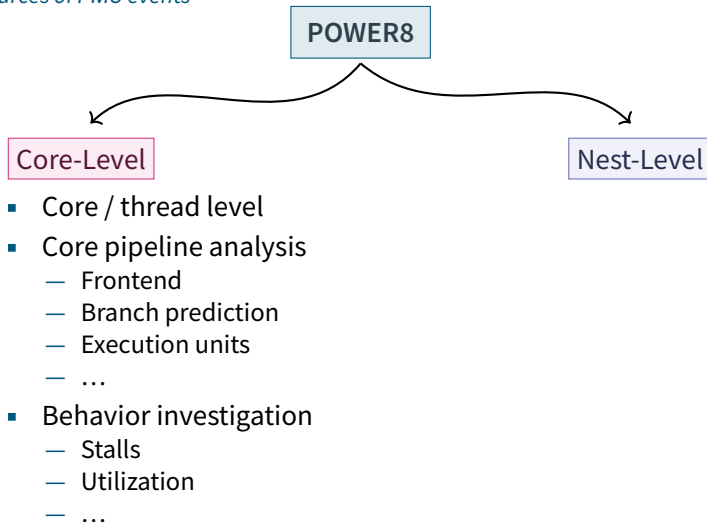 of PMU events
POWER8
Core-Level
Nest-Level
▪ Core / thread level
▪ Core pipeline analysis
— Frontend
— Branch prediction
— Execution units
— …
▪ Behavior investigation
— Stalls
— Utilization
— …